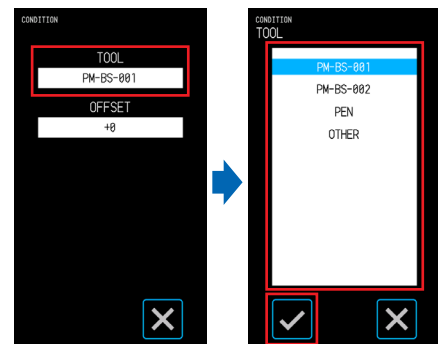 CONDITION
TOOL
PM-BS-001
OFFSET
+0
CONDITION
TOOL
PM-BS-001
PM-BS-002
PEN
OTHER